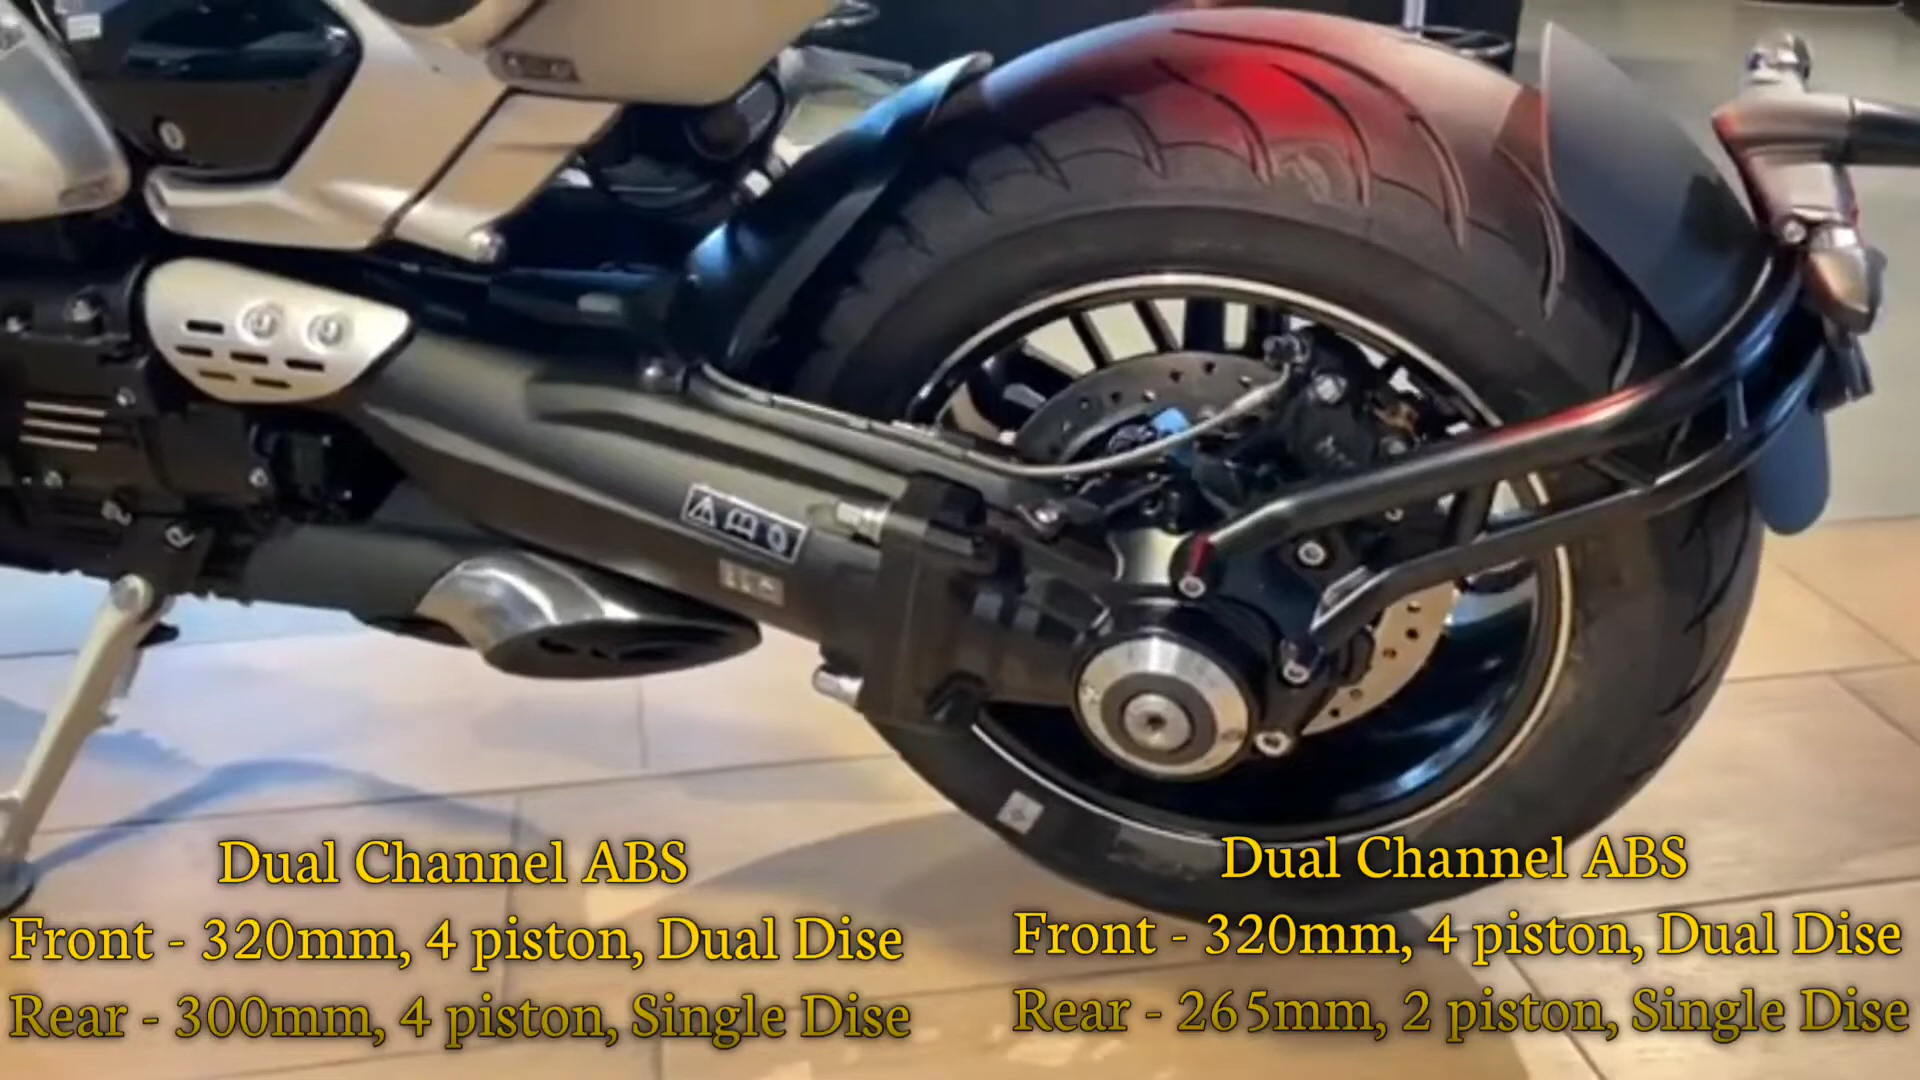 Dual Channel ABS
Front - 320mm, 4 piston, Dual Dise
Rear - 300mm, 4 piston, Single Dise
Dual Channel ABS
Front - 320mm, 4 piston, Dual Dise
Rear - 265mm, 2 piston, Single Dise